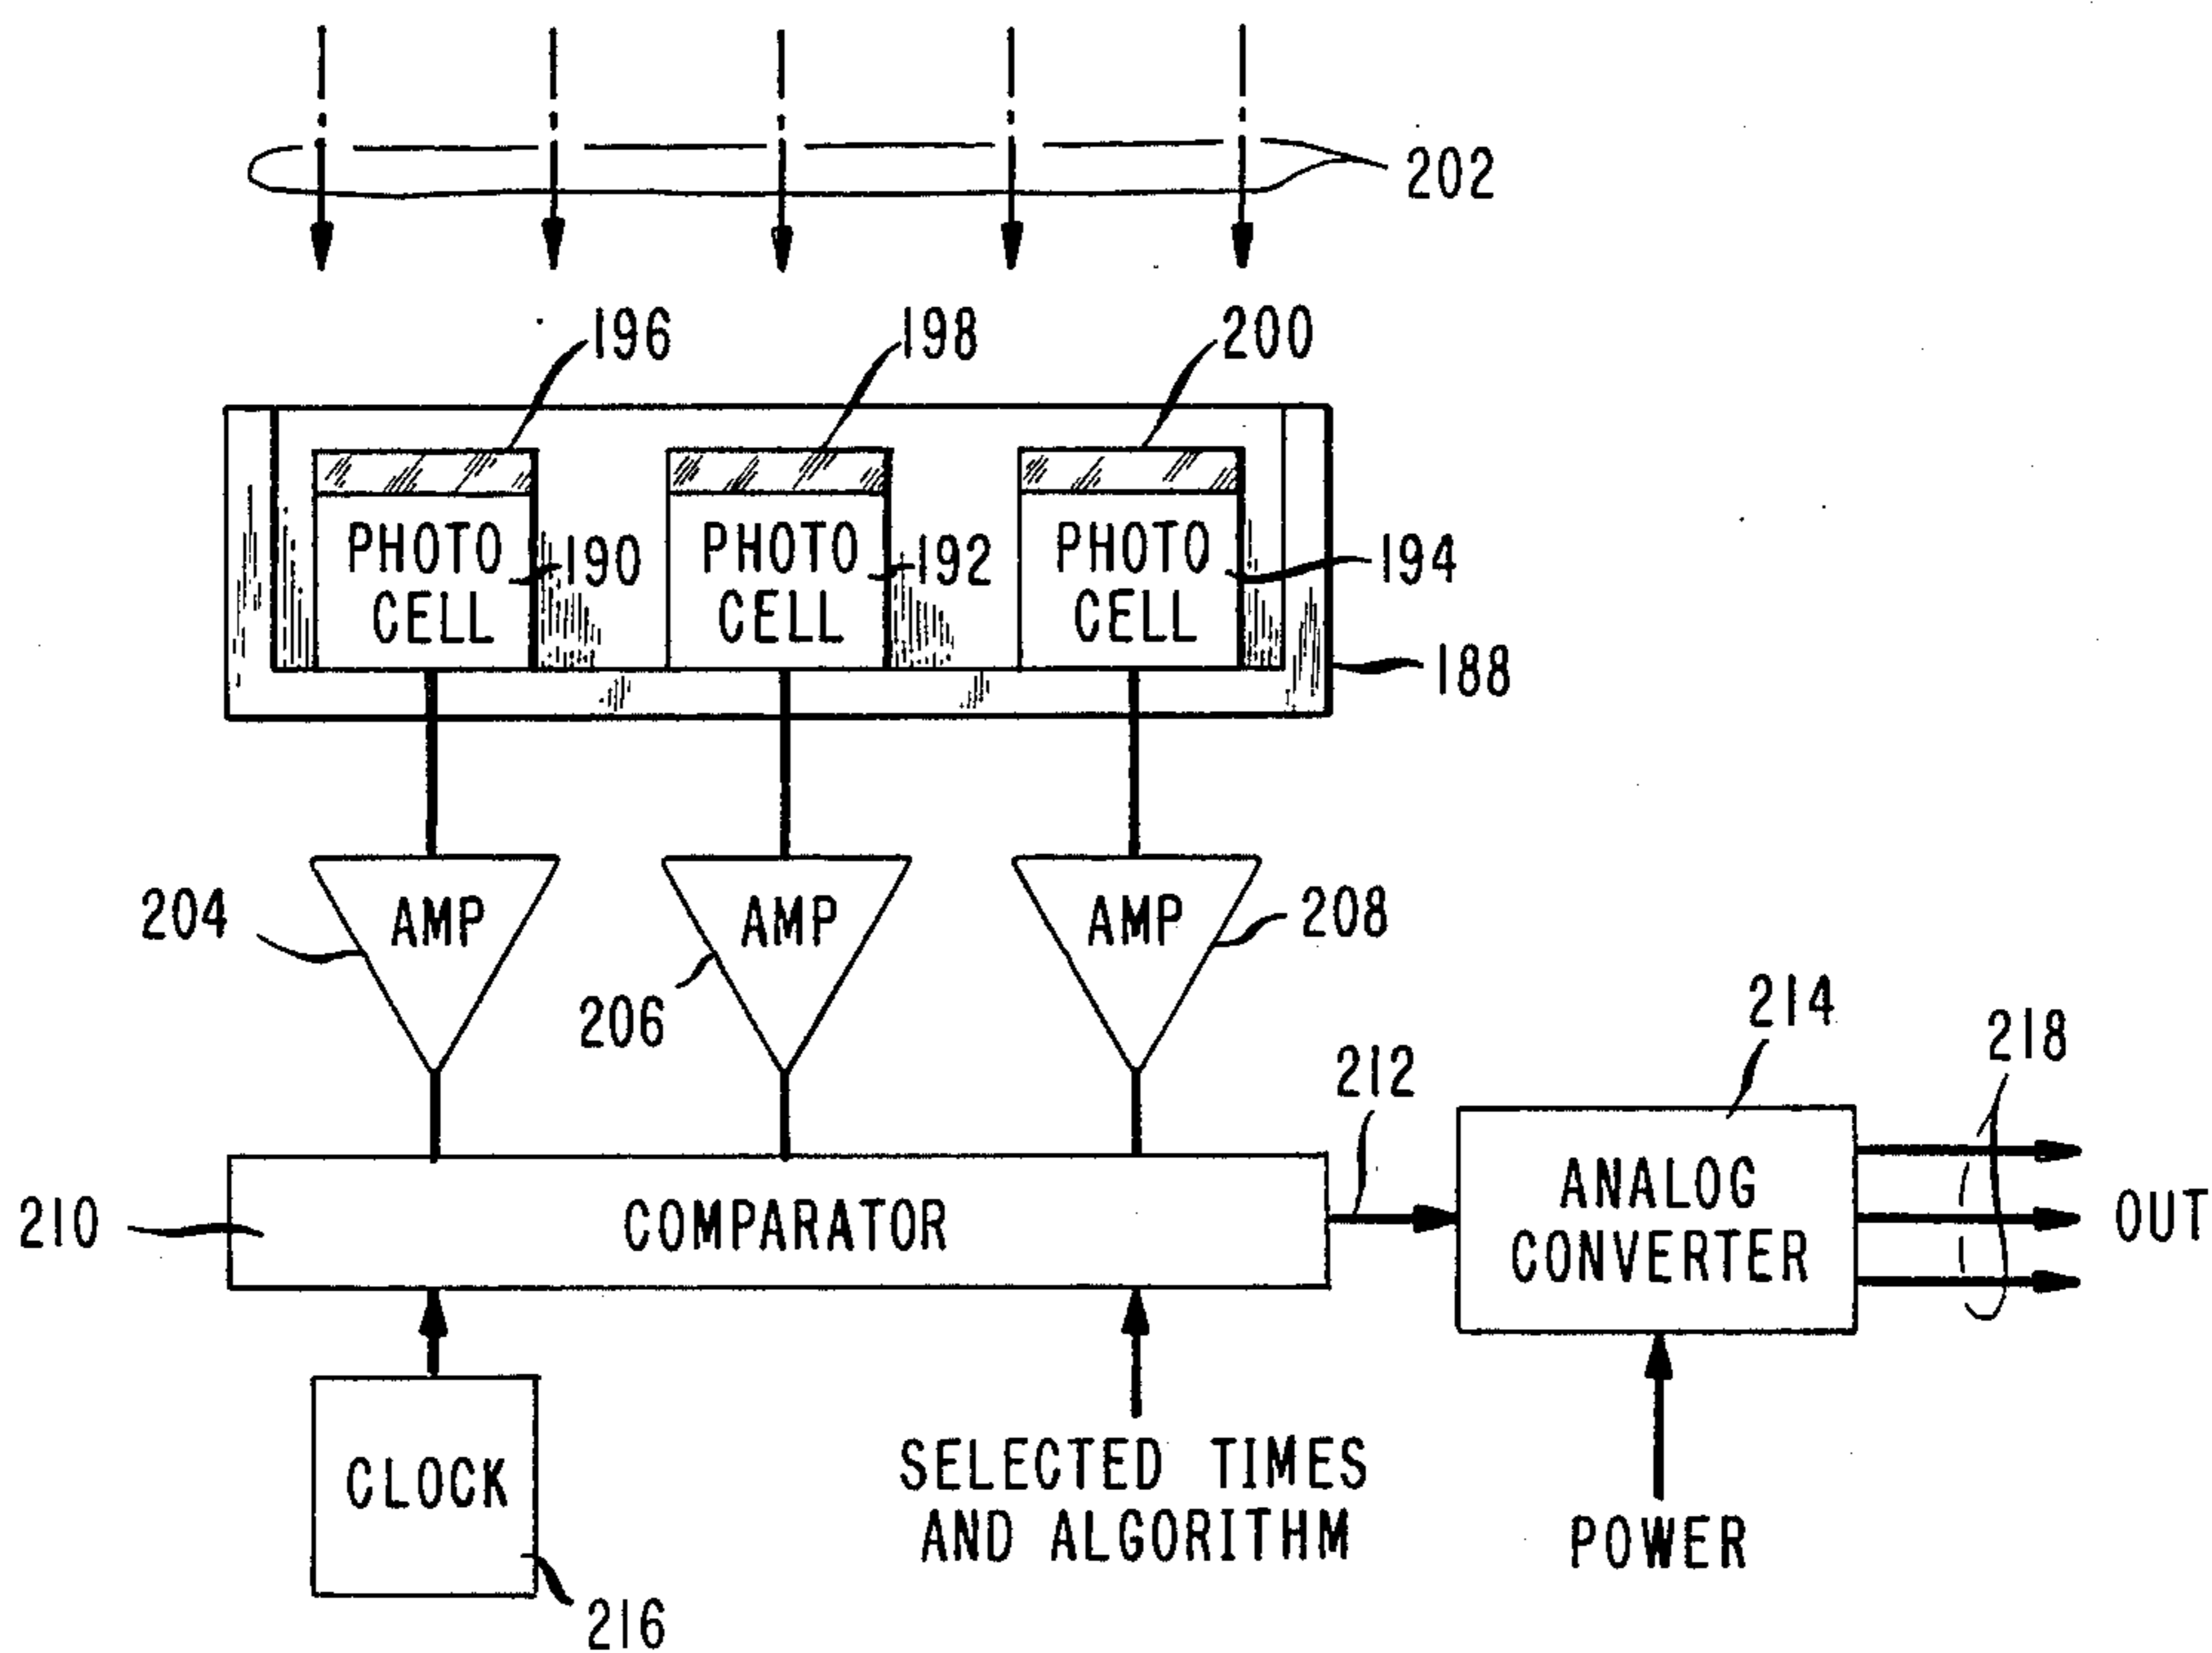 202
196
198
200
PHOTO
CELL
190
PHOTO
CELL
192
PHOTO
CELL
194
188
204
AMP
206
AMP
AMP
208
214
218
212
210
COMPARATOR
ANALOG
CONVERTER
OUT
CLOCK
216
SELECTED TIMES
AND ALGORITHM
POWER